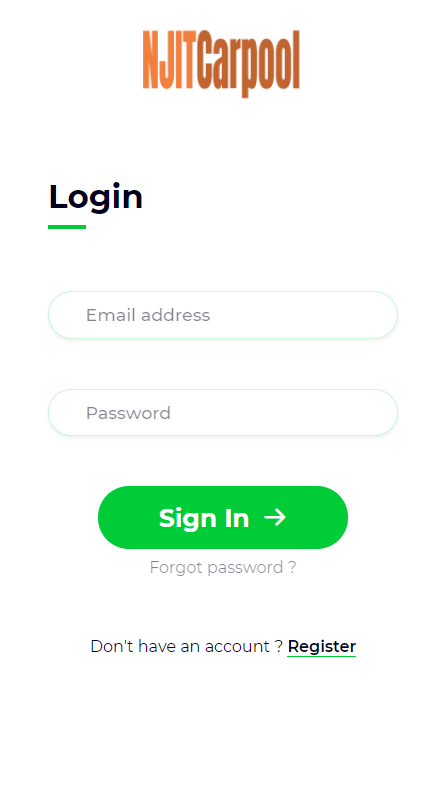 NJITCarpool
Login
Email address
Password
Sign In
Forgot password ?
Don't have an account ? Register